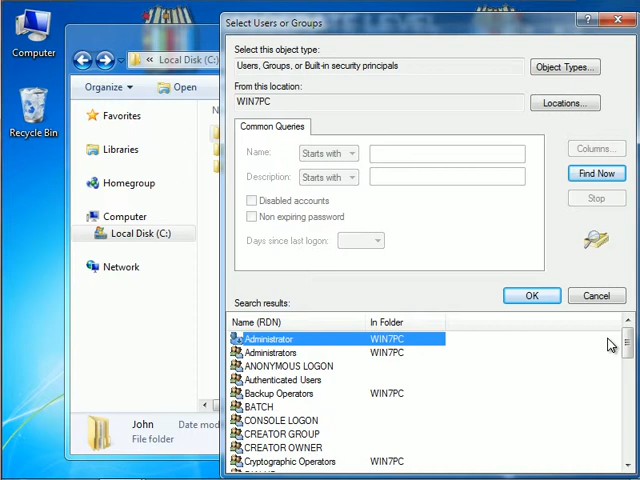 Computer
Recycle Bin
« Local Disk (C:)
Organize
Open
Favorites
Libraries
Homegroup
Computer
Local Disk (C:)
Network
John
Date mod
File folder
Select Users or Groups
Select this object type:
Users, Groups, or Built-in security principals
Object Types...
From this location:
WIN7PC
Locations...
Common Queries
Name:
Starts with
Description:
Starts with
Disabled accounts
Non expiring password
Days since last logon:
Columns...
Find Now
Stop
OK
Cancel
Search results:
Name (RDN) In Folder
Administrator WIN7PC
Administrators WIN7PC
ANONYMOUS LOGON
Authenticated Users
Backup Operators WIN7PC
BATCH
CONSOLE LOGON
CREATOR GROUP
CREATOR OWNER
Cryptographic Operators WIN7PC